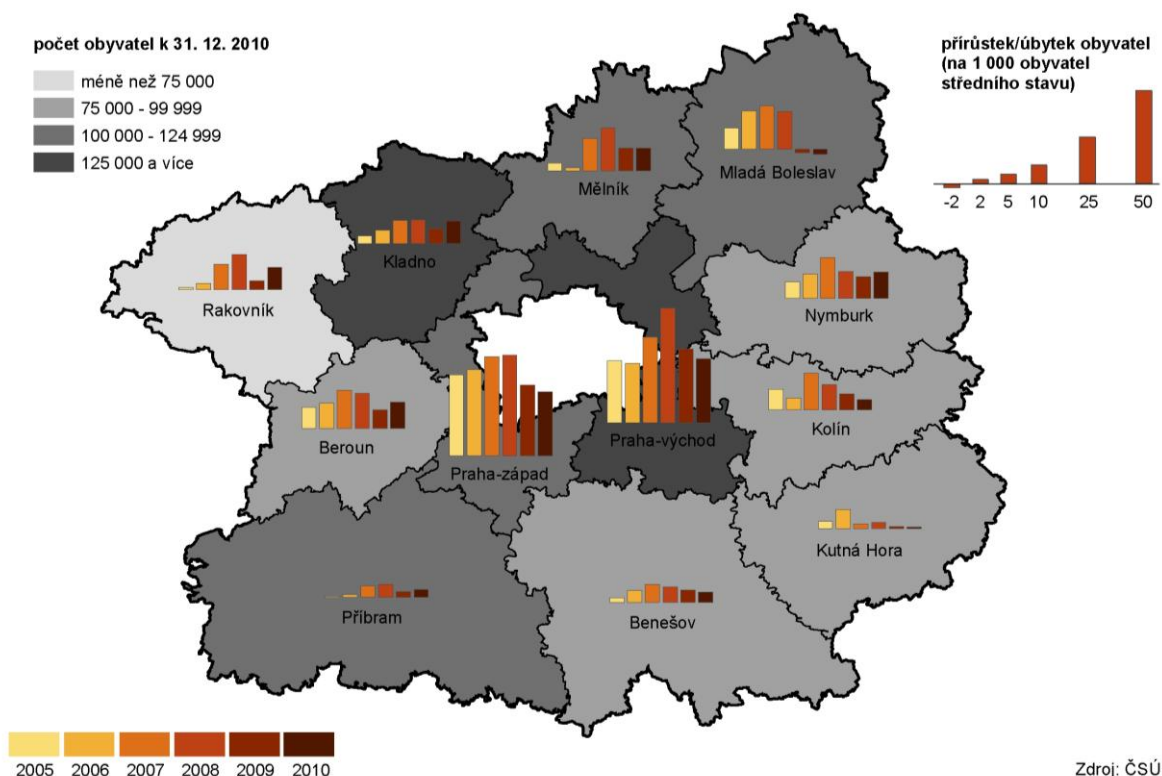 počet obyvatel k 31. 12. 2010
méně než 75 000
75 000 - 99 999
100 000 - 124 999
125 000 a více
přírůstek/úbytek obyvatel
(na 1 000 obyvatel
středního stavu)
-2 2 5 10 25 50
Mělník
Mladá Boleslav
Kladno
Rakovník
Nymburk
Beroun
Praha-západ
Praha-východ
Kolín
Kutná Hora
Příbram
Benešov
2005 2006 2007 2008 2009 2010
Zdroj: ČSÚ